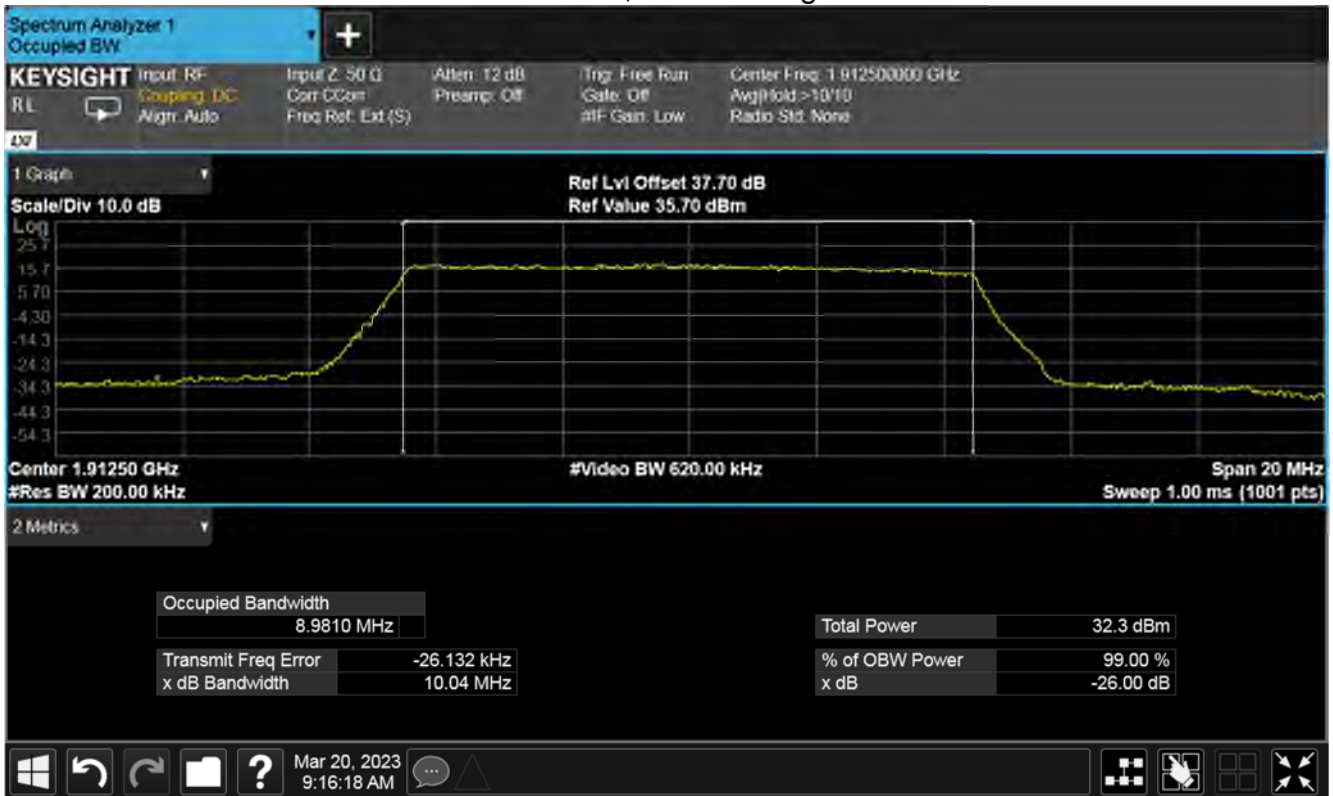 Spectrum Analyzer 1
Occupied BW
KEYSIGHT
RL
Input: RF
Coupling: DC
Align: Auto
Input Z: 50 Ω
Corr CCorr
Freq Ref: Ext (S)
Atten: 12 dB
Preamp: Off
Trig: Free Run
Gate: Off
#IF Gain: Low
Center Freq: 1.912500000 GHz
Avg|Hold:>10/10
Radio Std: None
1 Graph
Scale/Div 10.0 dB
Ref Lvl Offset 37.70 dB
Ref Value 35.70 dBm
Log
25.7
15.7
5.70
-4.30
-14.3
-24.3
-34.3
-44.3
-54.3
Center 1.91250 GHz
#Video BW 620.00 kHz
Span 20 MHz
#Res BW 200.00 kHz
Sweep 1.00 ms (1001 pts)
2 Metrics
Occupied Bandwidth
8.9810 MHz
Total Power 32.3 dBm
Transmit Freq Error -26.132 kHz
% of OBW Power 99.00 %
x dB Bandwidth 10.04 MHz
x dB -26.00 dB
?
Mar 20, 2023
9:16:18 AM